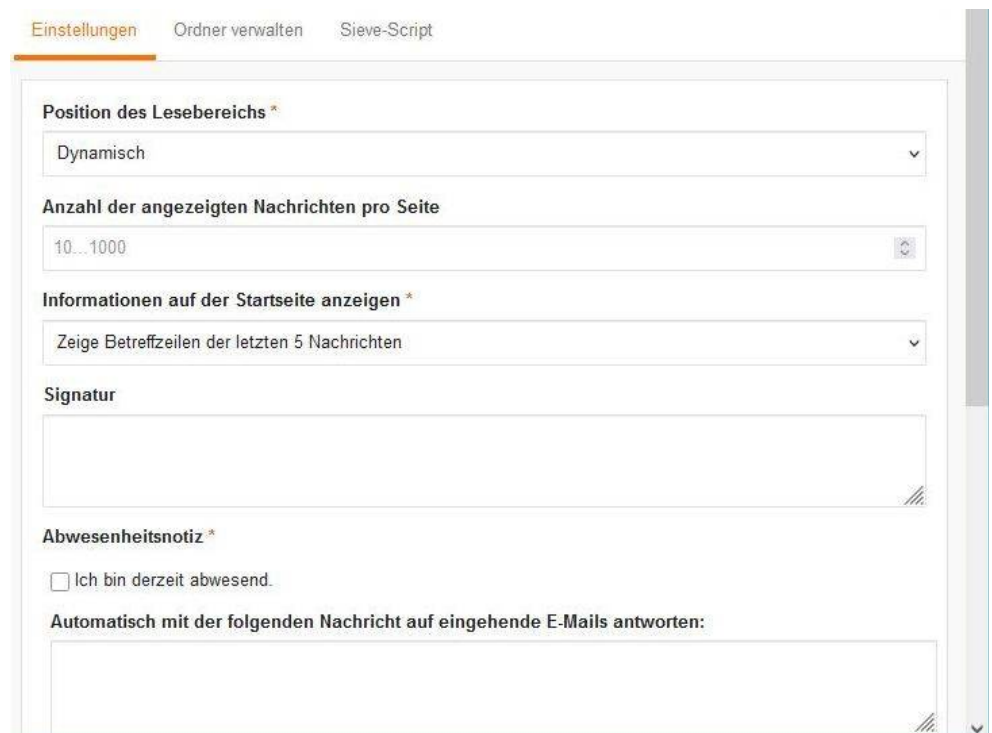 Einstellungen Ordner verwalten Sieve-Script
Position des Lesebereichs *
Dynamisch
Anzahl der angezeigten Nachrichten pro Seite
10...1000
Informationen auf der Startseite anzeigen *
Zeige Betreffzeilen der letzten 5 Nachrichten
Signatur
Abwesenheitsnotiz *
Ich bin derzeit abwesend.
Automatisch mit der folgenden Nachricht auf eingehende E-Mails antworten: